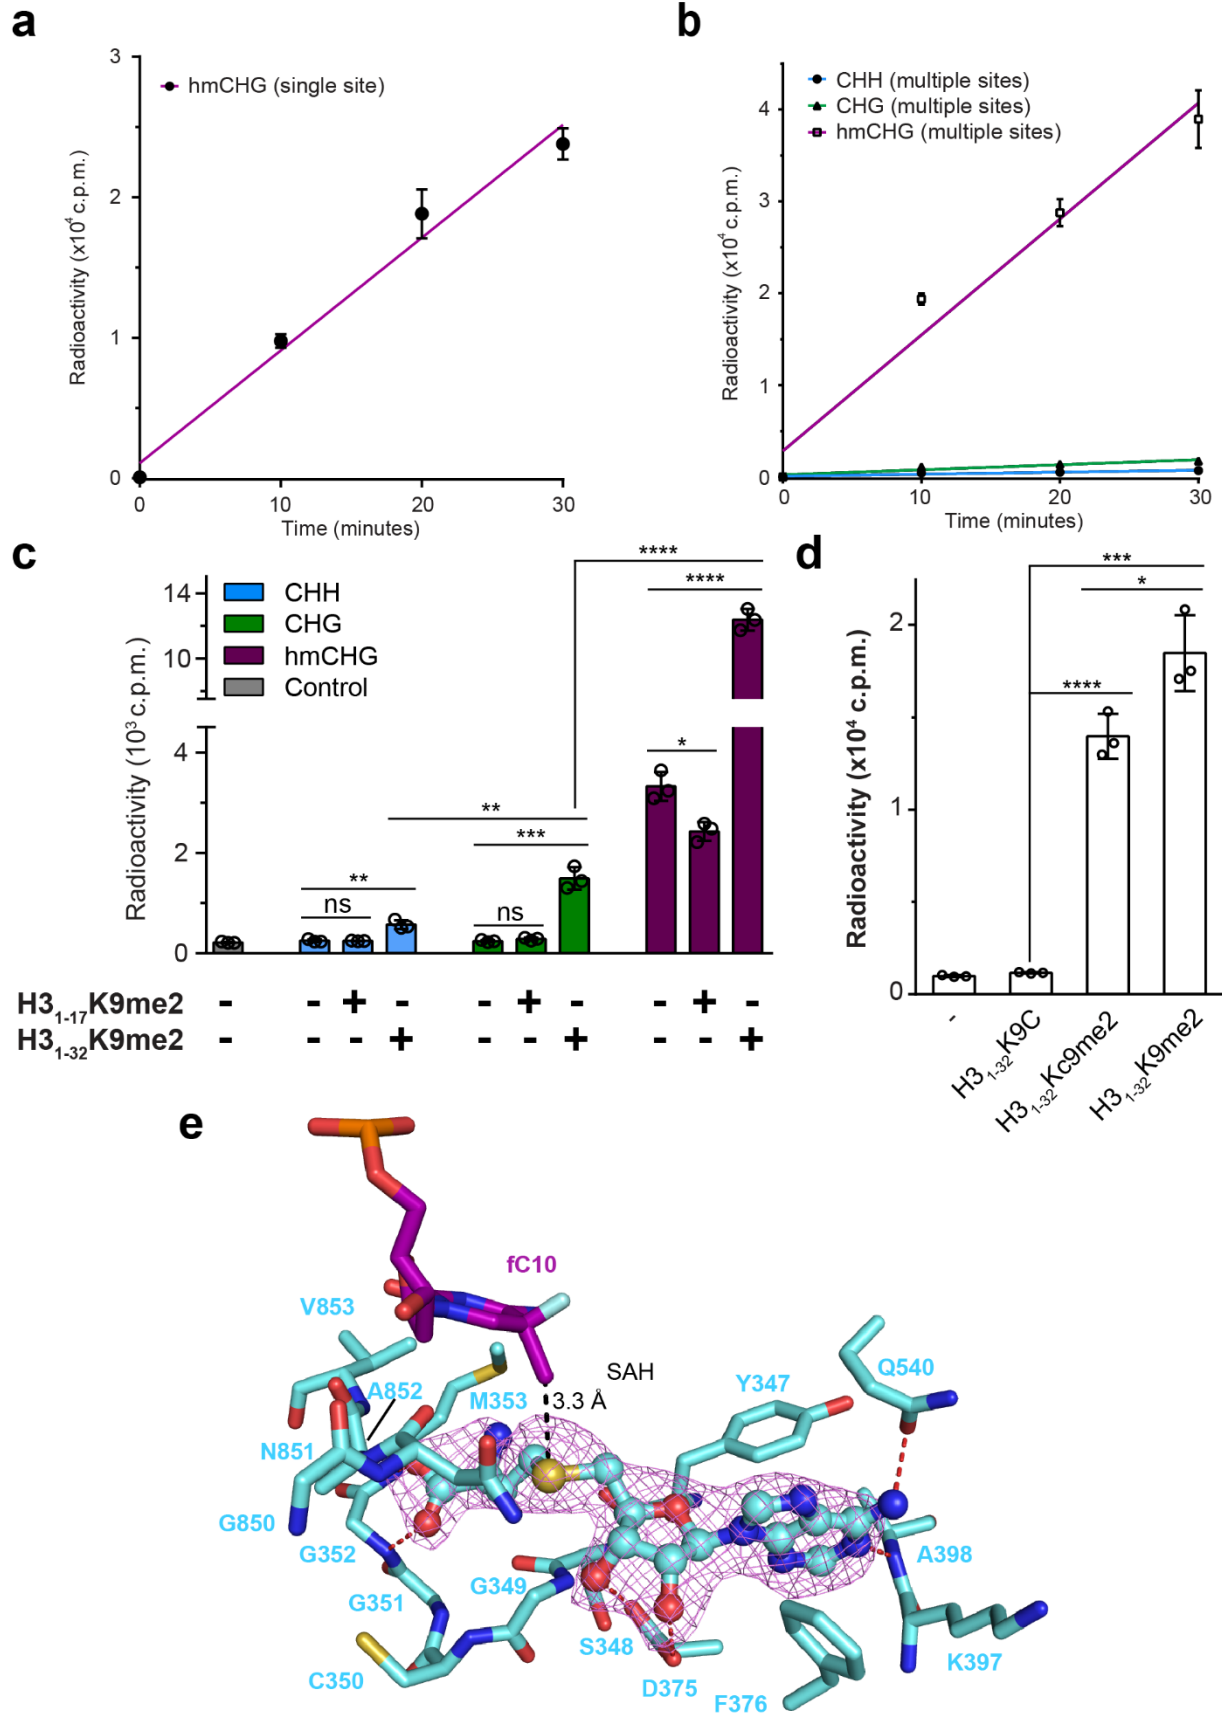 a
3
2
1
0
Radioactivity (x10⁴ c.p.m.)
hmCHG (single site)
0 10 20 30
Time (minutes)
b
4
3
2
1
0
Radioactivity (x10⁴ c.p.m.)
CHH (multiple sites)
CHG (multiple sites)
hmCHG (multiple sites)
0 10 20 30
Time (minutes)
c
14
10
4
2
0
Radioactivity (10³ c.p.m.)
CHH
CHG
hmCHG
Control
****
****
*
**
***
**
ns
ns
H3₁₋₁₇K9me2 - - + - - + - - + -
H3₁₋₃₂K9me2 - - - + - - + - - +
d
2
1
0
Radioactivity (x10⁴ c.p.m.)
***
*
****
-
H3₁₋₃₂K9C
H3₁₋₃₂Kc9me2
H3₁₋₃₂K9me2
e
fC10
V853
SAH
Q540
A852
M353
3.3 Å
Y347
N851
G850
G352
A398
G349
G351
S348
K397
C350
D375
F376